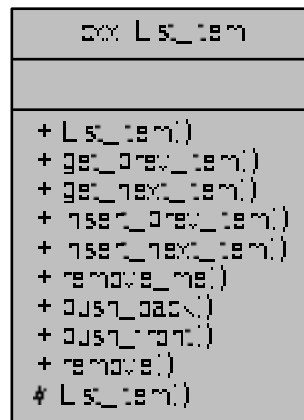 cxx::List_item
+ List_item()
+ get_prev_item()
+ get_next_item()
+ insert_prev_item()
+ insert_next_item()
+ remove_me()
+ push_back()
+ push_front()
+ remove()
# List_item()